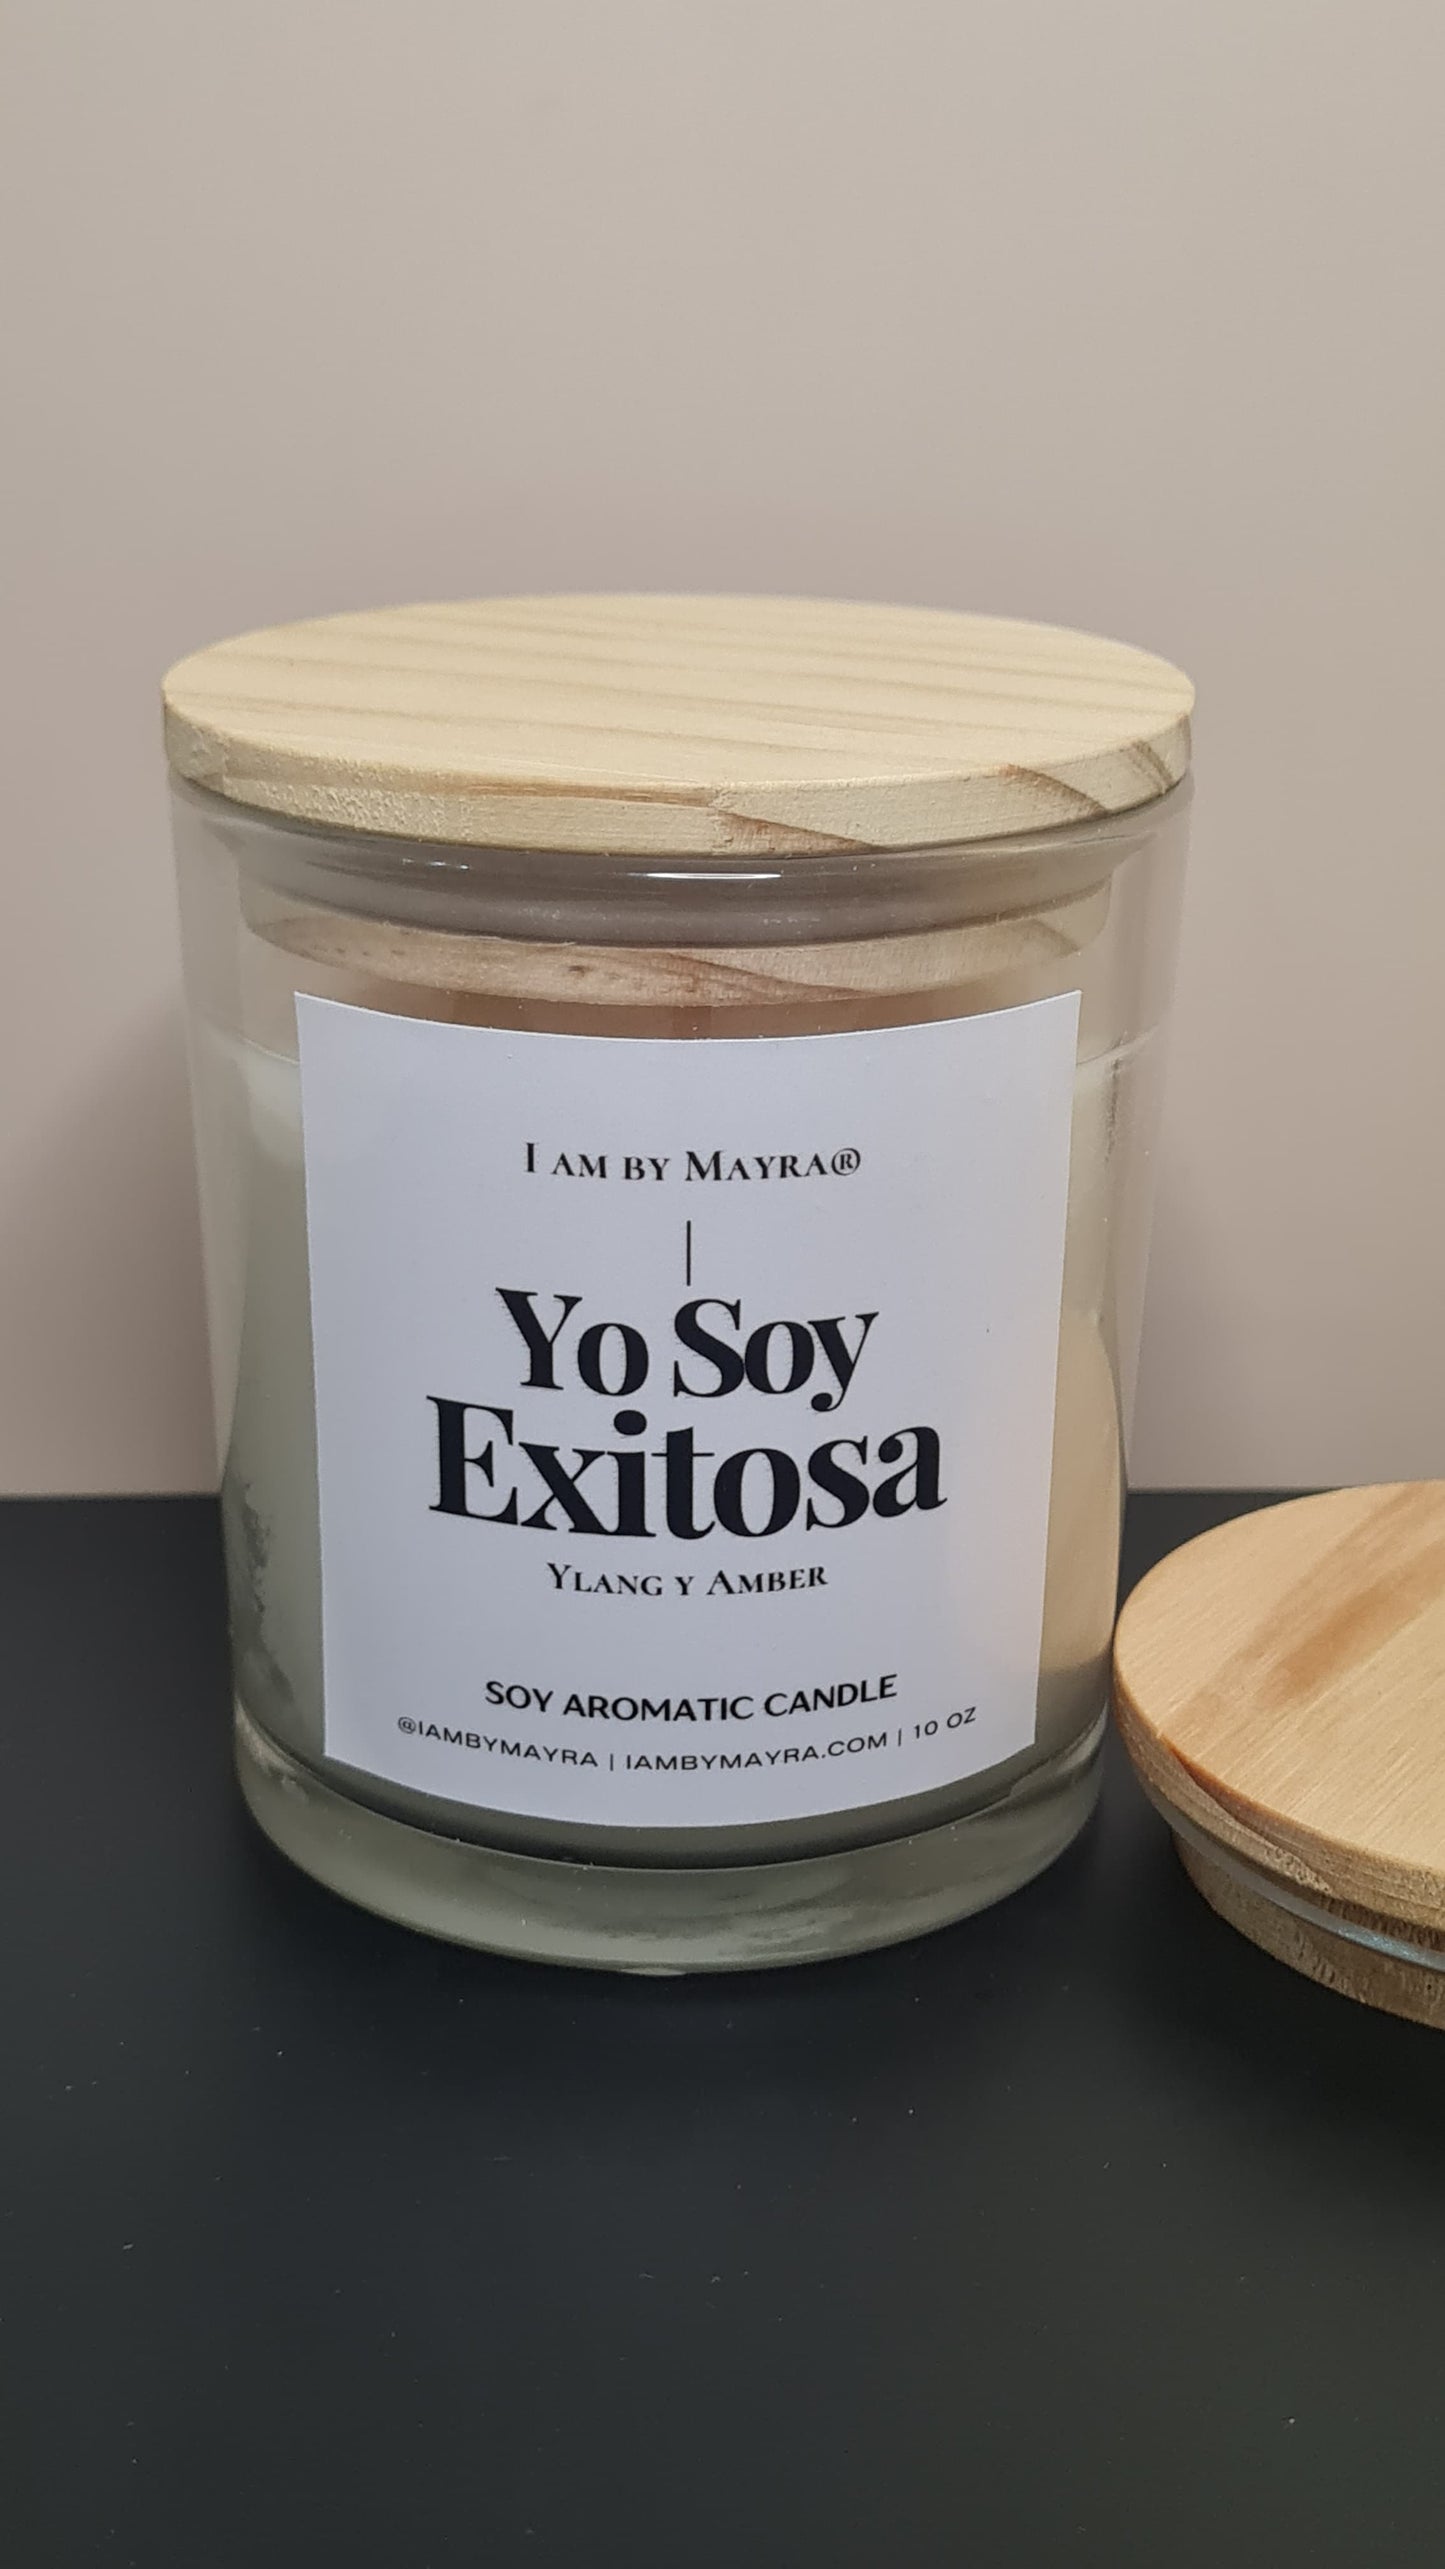 I AM BY MAYRA®
|
Yo Soy
Exitosa
YLANG Y AMBER
SOY AROMATIC CANDLE
@IAMBYMAYRA | IAMBYMAYRA.COM | 10 OZ